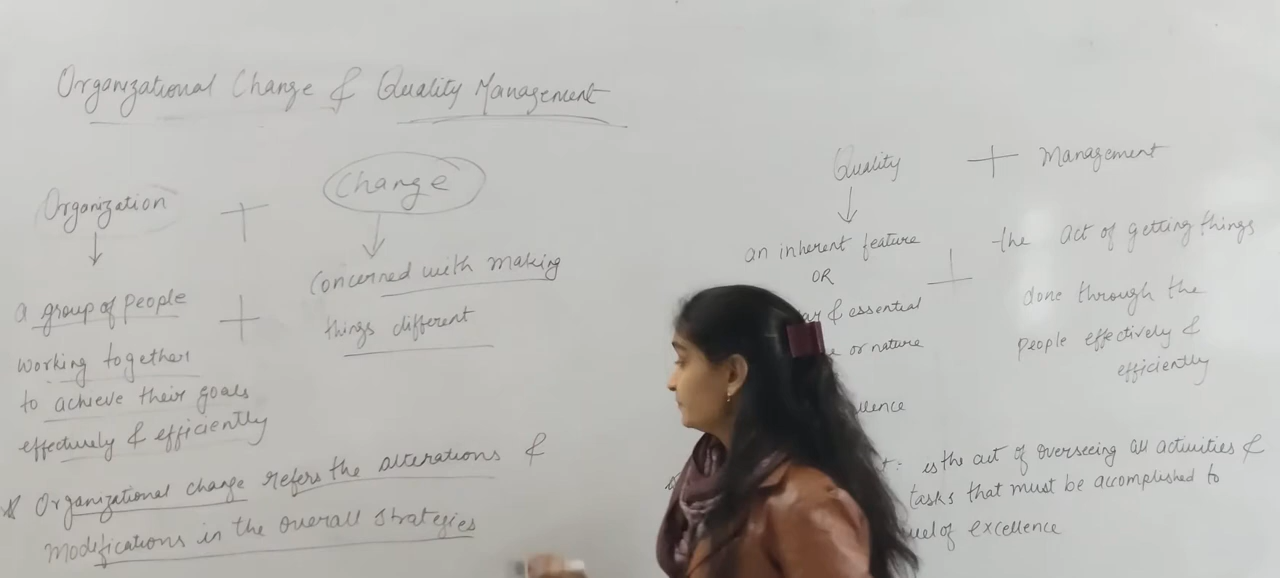 Organizational Change & Quality Management
Organization + Change
a group of people
working together
to achieve their goals
effectively & efficiently
+
Concerned with making
things different
* Organizational change refers the alterations &
modifications in the overall strategies
Quality + Management
an inherent feature
OR
& essential
or nature
+
the act of getting things
done through the
people effectively &
efficiently
is the act of overseeing all activities &
tasks that must be accomplished to
of excellence